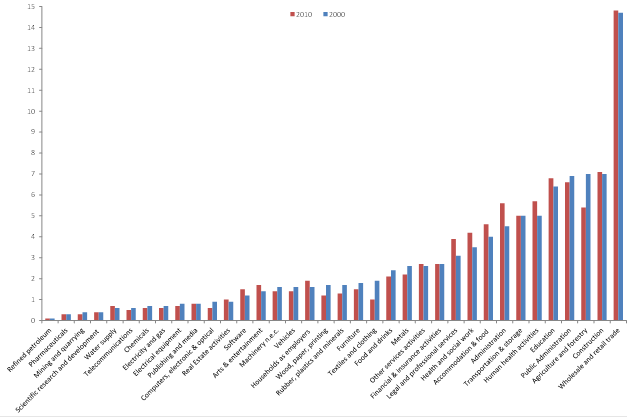 15
14
13
12
11
10
9
8
7
6
5
4
3
2
1
0
2010 2000
Refined petroleum
Pharmaceuticals
Mining and quarrying
Scientific research and development
Water supply
Telecommunications
Chemicals
Electricity and gas
Electrical equipment
Publishing and media
Computers, electronic & optical
Real Estate activities
Software
Arts & entertainment
Machinery n.e.c.
Vehicles
Households as employers
Wood, paper, printing
Rubber, plastics and minerals
Furniture
Textiles and clothing
Food and drinks
Metals
Other services activities
Financial & insurance activities
Legal and professional services
Health and social work
Accommodation & food
Administration
Transportation & storage
Human health activities
Education
Public Administration
Agriculture and forestry
Construction
Wholesale and retail trade